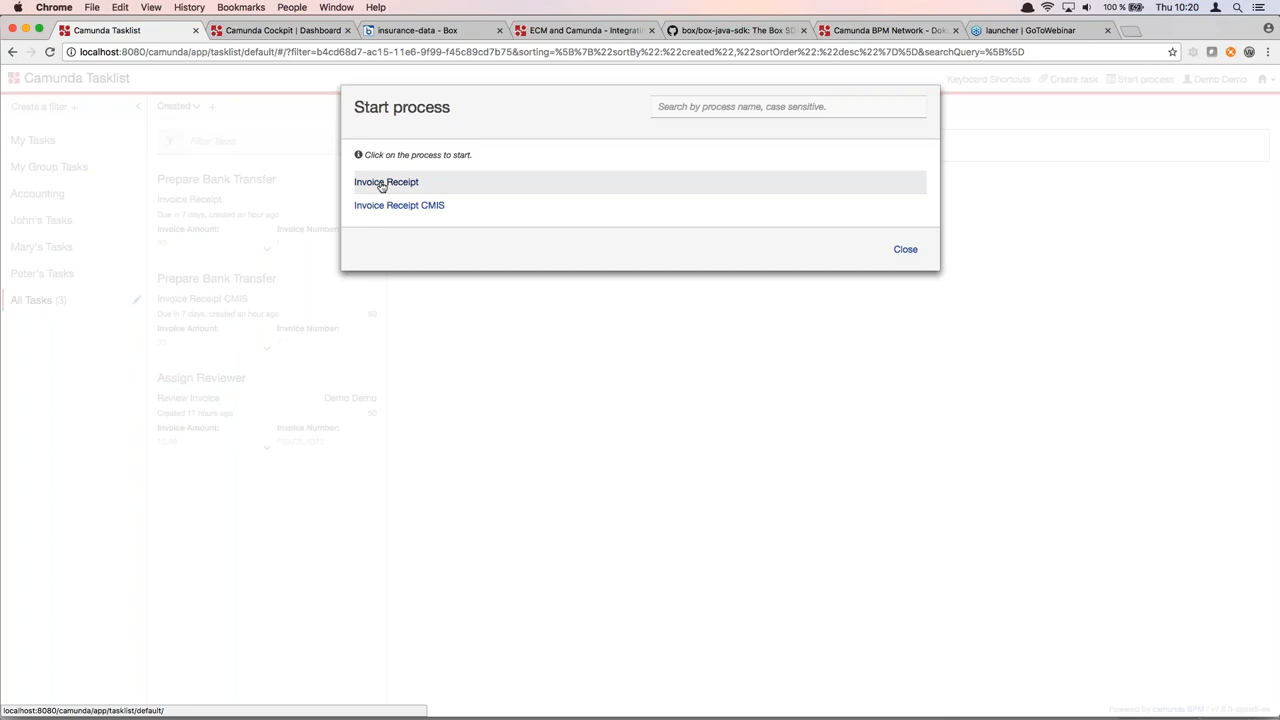 Chrome File Edit View History Bookmarks People Window Help 100 % Thu 10:20
Camunda Tasklist Camunda Cockpit | Dashboard insurance-data - Box ECM and Camunda - Integrati box/box-java-sdk: The Box SD Camunda BPM Network - Doku launcher | GoToWebinar
localhost:8080/camunda/app/tasklist/default/#/?filter=b4cd68d7-ac15-11e6-9f99-f45c89cd7b75&sorting=%5B%7B%22sortBy%22:%22created%22,%22sortOrder%22:%22desc%22%7D%5D&searchQuery=%5B%5D
Camunda Tasklist Keyboard Shortcuts Create task Start process Demo Demo
Create a filter + Created +
Start process
Search by process name, case sensitive.
Filter Tasks
Click on the process to start.
Invoice Receipt
Invoice Receipt CMIS
Close
My Tasks
My Group Tasks
Accounting
John's Tasks
Mary's Tasks
Peter's Tasks
All Tasks (3)
Prepare Bank Transfer
Invoice Receipt
Due in 7 days, created an hour ago
Invoice Amount: Invoice Number:
Prepare Bank Transfer
Invoice Receipt CMIS
Due in 7 days, created an hour ago 50
Invoice Amount: Invoice Number:
Assign Reviewer
Review Invoice Demo Demo
Created 17 hours ago 50
Invoice Amount: Invoice Number:
localhost:8080/camunda/app/tasklist/default/
Powered by camunda BPM /